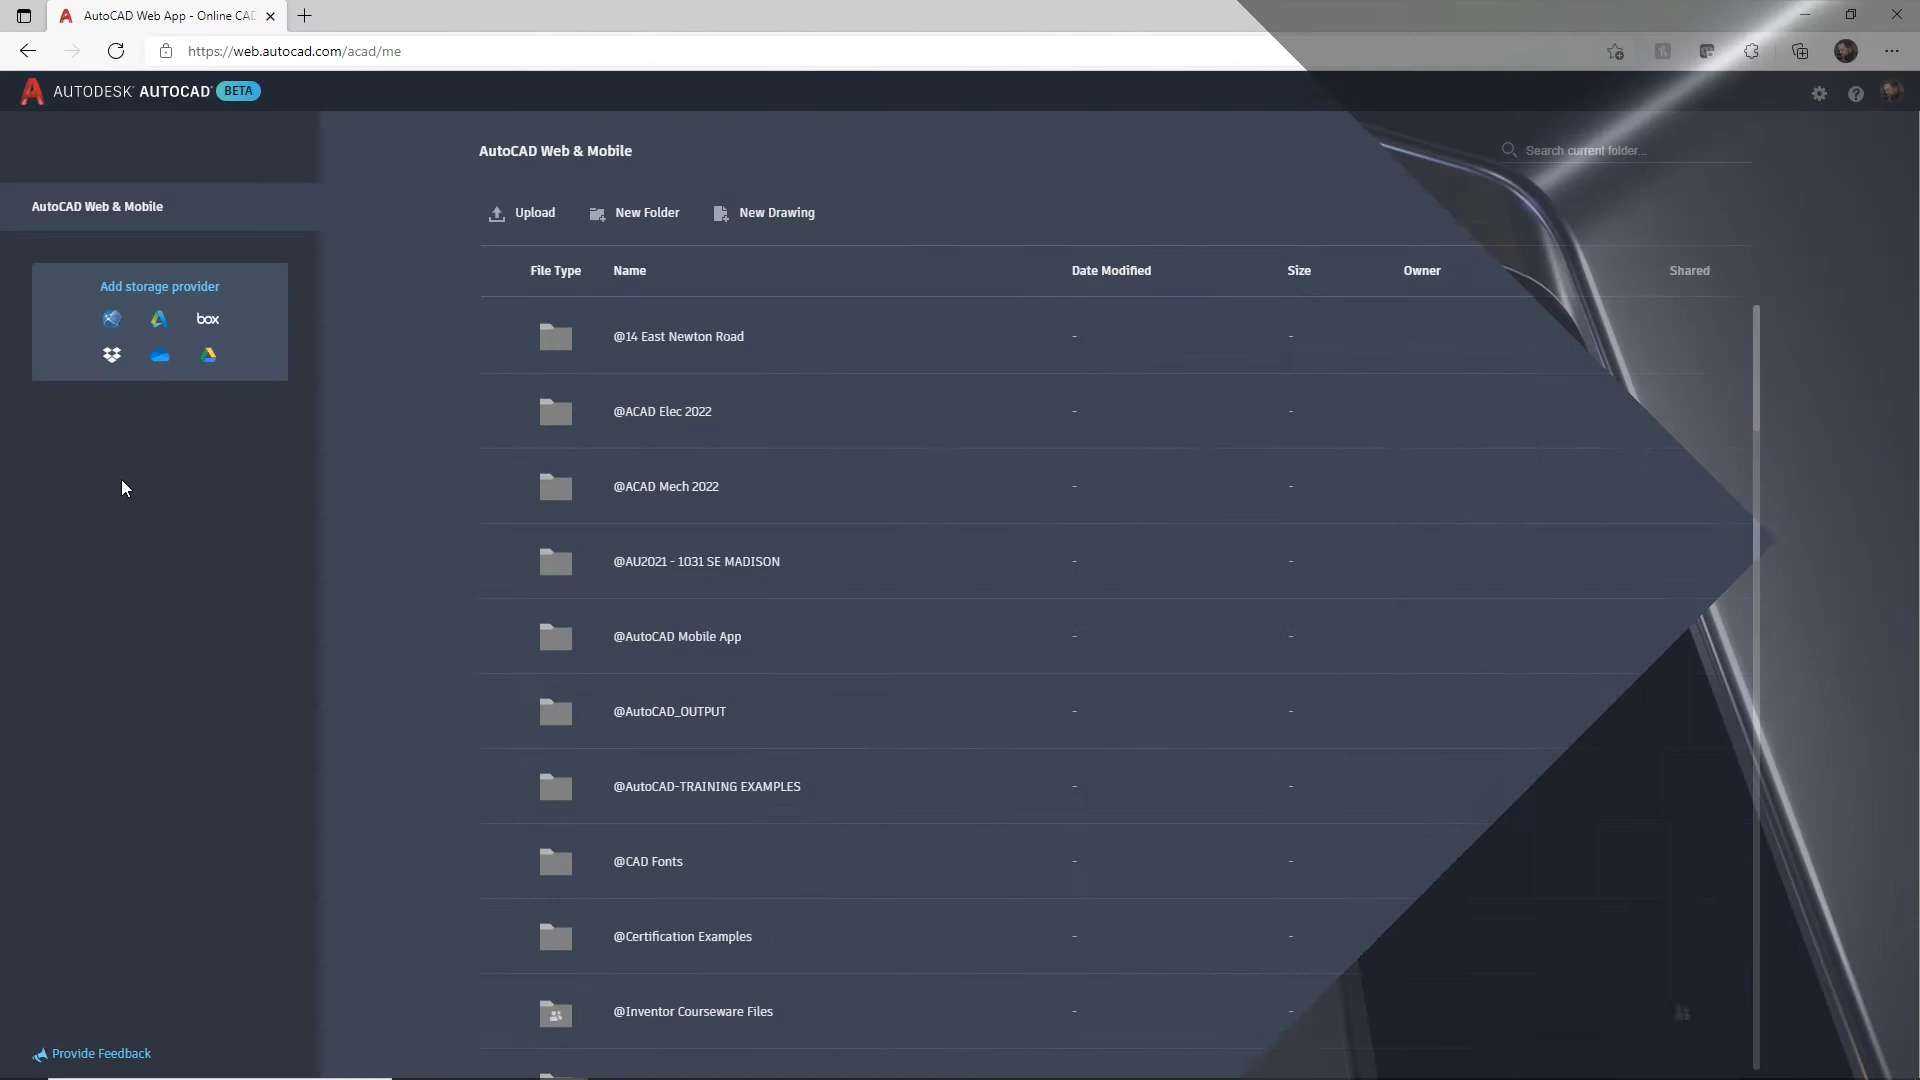 AutoCAD Web App - Online CAD
https://web.autocad.com/acad/me
AUTODESK AUTOCAD BETA
AutoCAD Web & Mobile
Search current folder...
AutoCAD Web & Mobile
Upload New Folder New Drawing
File Type Name Date Modified Size Owner Shared
Add storage provider
box
@14 East Newton Road - -
@ACAD Elec 2022 - -
@ACAD Mech 2022 - -
@AU2021 - 1031 SE MADISON - -
@AutoCAD Mobile App - -
@AutoCAD_OUTPUT - -
@AutoCAD-TRAINING EXAMPLES - -
@CAD Fonts - -
@Certification Examples - -
@Inventor Courseware Files - -
Provide Feedback